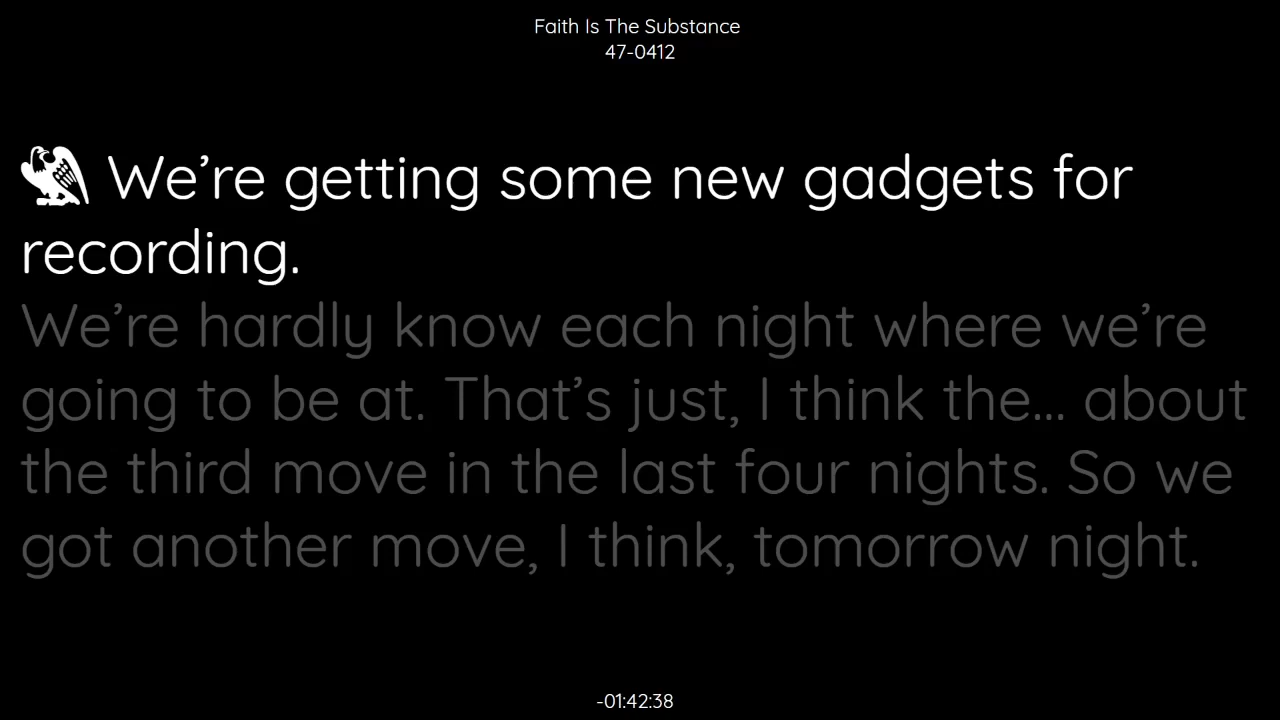 Faith Is The Substance
47-0412
We’re getting some new gadgets for
recording.
We’re hardly know each night where we’re
going to be at. That’s just, I think the... about
the third move in the last four nights. So we
got another move, I think, tomorrow night.
-01:42:38